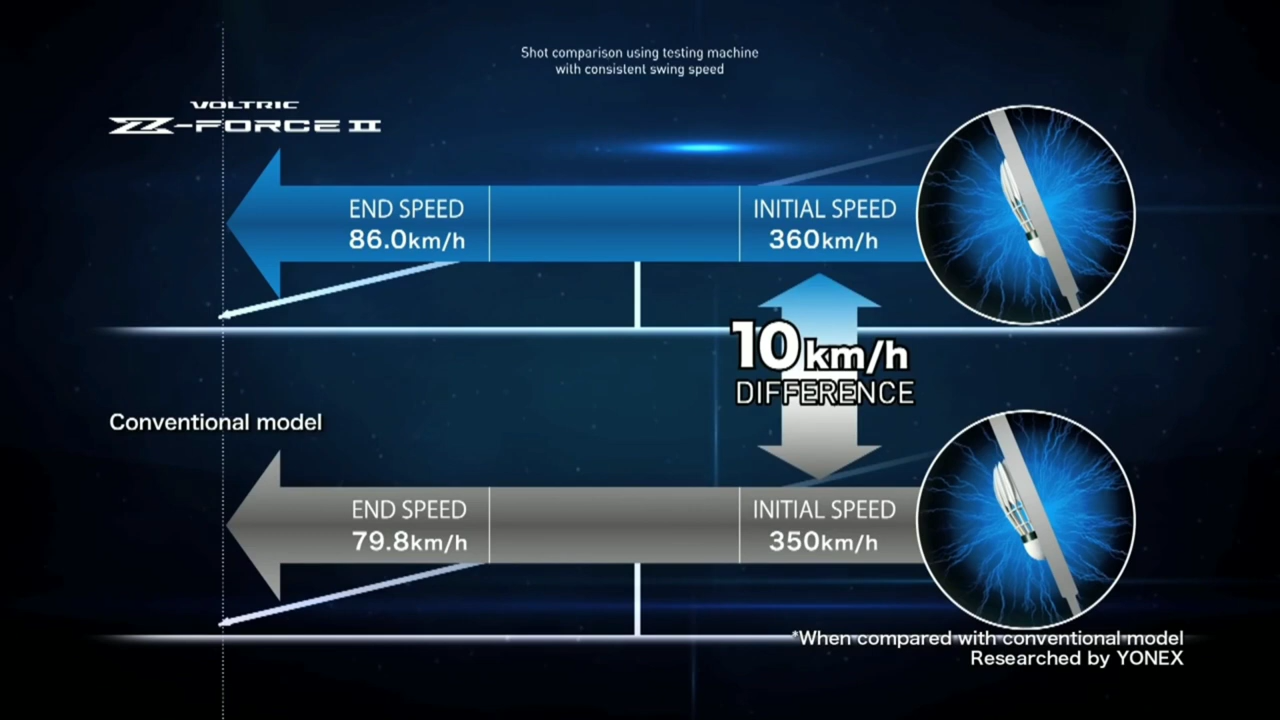 Shot comparison using testing machine
with consistent swing speed
VOLTRIC
Z-FORCE II
END SPEED
86.0km/h
INITIAL SPEED
360km/h
10km/h
DIFFERENCE
Conventional model
END SPEED
79.8km/h
INITIAL SPEED
350km/h
*When compared with conventional model
Researched by YONEX